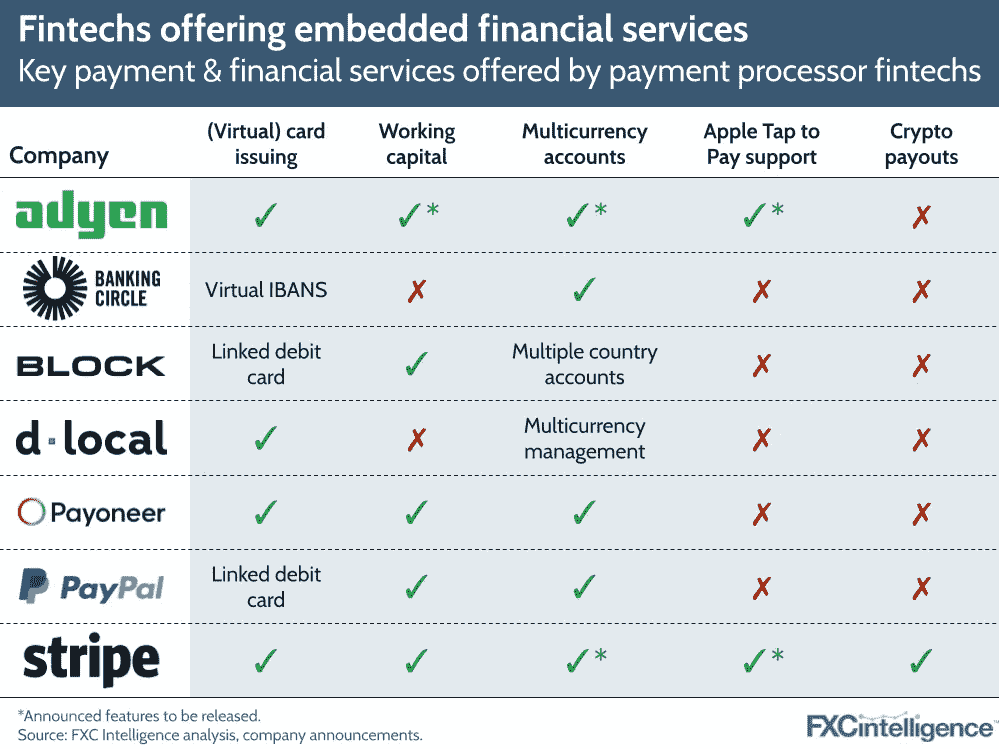 Fintechs offering embedded financial services
Key payment & financial services offered by payment processor fintechs
Company
(Virtual) card
issuing
Working
capital
Multicurrency
accounts
Apple Tap to
Pay support
Crypto
payouts
adyen
✓
✓*
✓*
✓*
✗
BANKING
CIRCLE
Virtual IBANS
✗
✓
✗
✗
BLOCK
Linked debit
card
✓
Multiple country
accounts
✗
✗
d·local
✓
✗
Multicurrency
management
✗
✗
Payoneer
✓
✓
✓
✗
✗
PayPal
Linked debit
card
✓
✓
✗
✗
stripe
✓
✓
✓*
✓*
✓
*Announced features to be released.
Source: FXC Intelligence analysis, company announcements.
FXCintelligence™